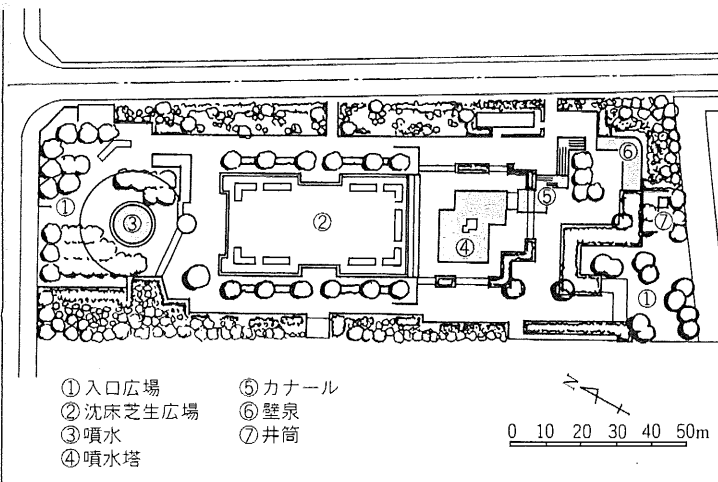 ⑥
⑤
①
③
②
⑦
④
①
①入口広場
②沈床芝生広場
③噴水
④噴水塔
⑤カナール
⑥壁泉
⑦井筒
N
0 10 20 30 40 50m